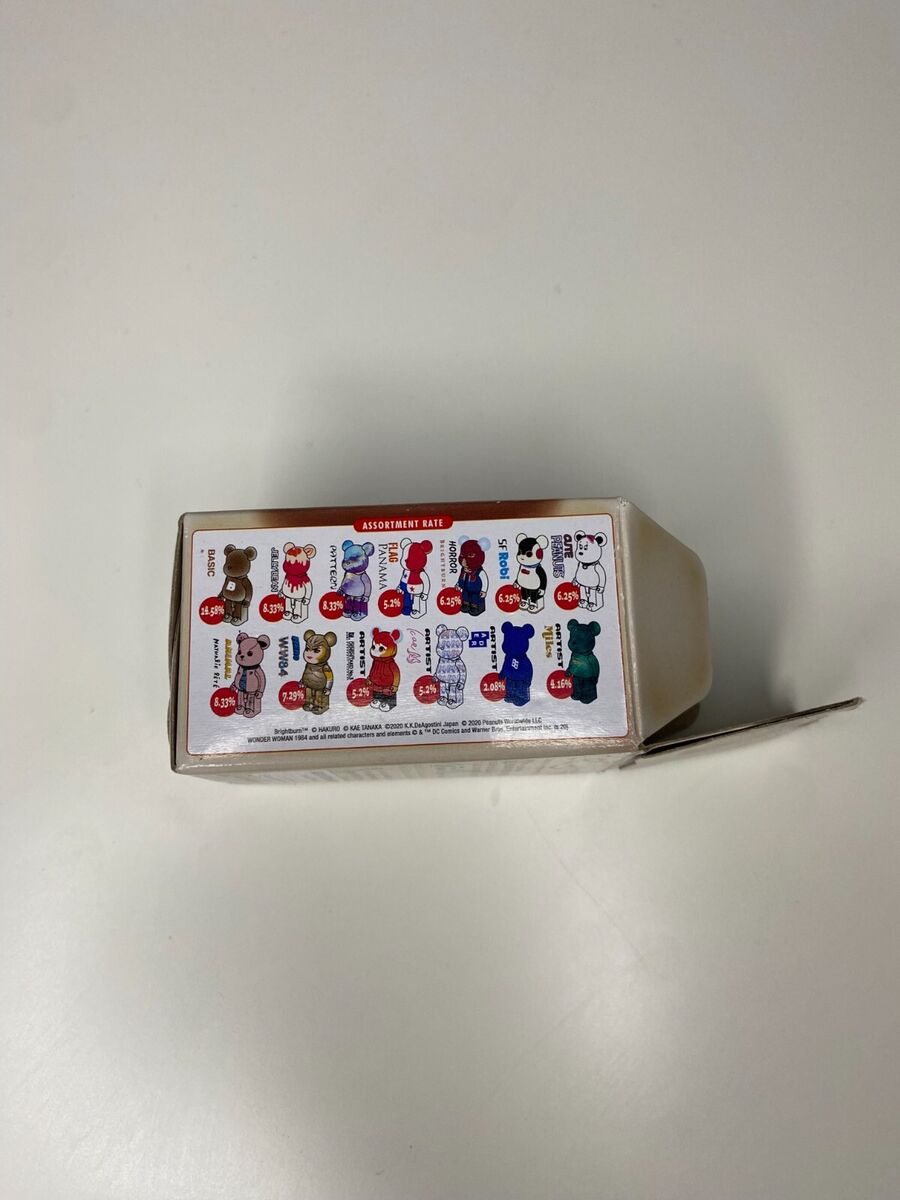 ASSORTMENT RATE
BASIC
JELLYBEAN
PATTERN
FLAG
PANAMA
HORROR
BRIGHTBURN
SF Robi
CUTE
PEANUTS
8.33%
8.33%
5.2%
6.25%
6.25%
6.25%
ANIMAL
HERO
WW84
ARTIST
ARTIST
ARTIST
ADER
ARTIST
Miles
8.33%
7.29%
5.2%
5.2%
2.08%
4.16%
Brightburn™ © HAKURO © KAE TANAKA ©2020 K.K.DeAgostini Japan © 2020 Peanuts Worldwide LLC
WONDER WOMAN 1984 and all related characters and elements © & ™ DC Comics and Warner Bros. Entertainment Inc.